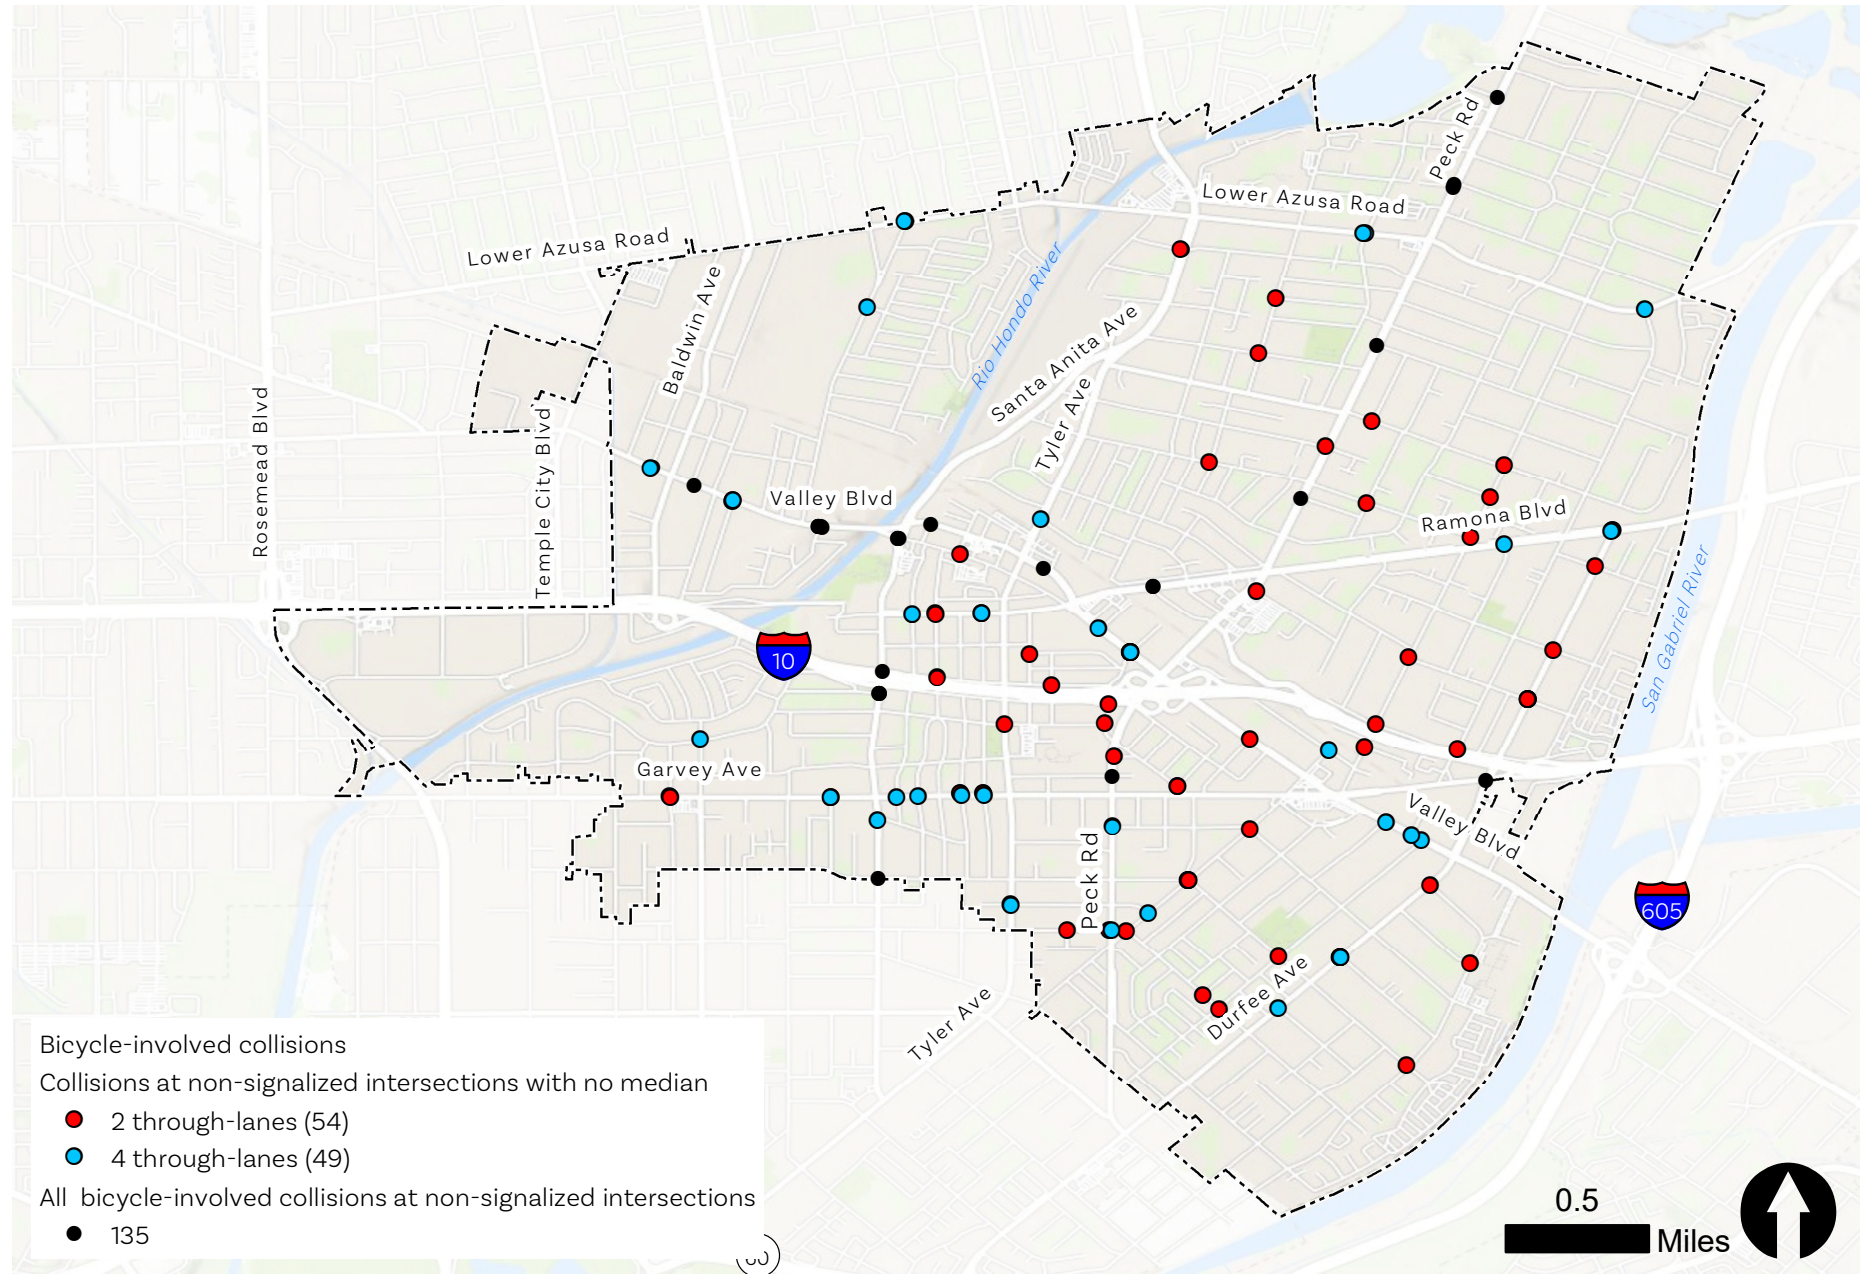 Peck Rd
Lower Azusa Road
Lower Azusa Road
Baldwin Ave
Rio Hondo River
Santa Anita Ave
Tyler Ave
Rosemead Blvd
Temple City Blvd
Valley Blvd
Ramona Blvd
San Gabriel River
10
Garvey Ave
Valley Blvd
Peck Rd
605
Durfee Ave
Tyler Ave
Bicycle-involved collisions
Collisions at non-signalized intersections with no median
2 through-lanes (54)
4 through-lanes (49)
All bicycle-involved collisions at non-signalized intersections
135
0.5
Miles